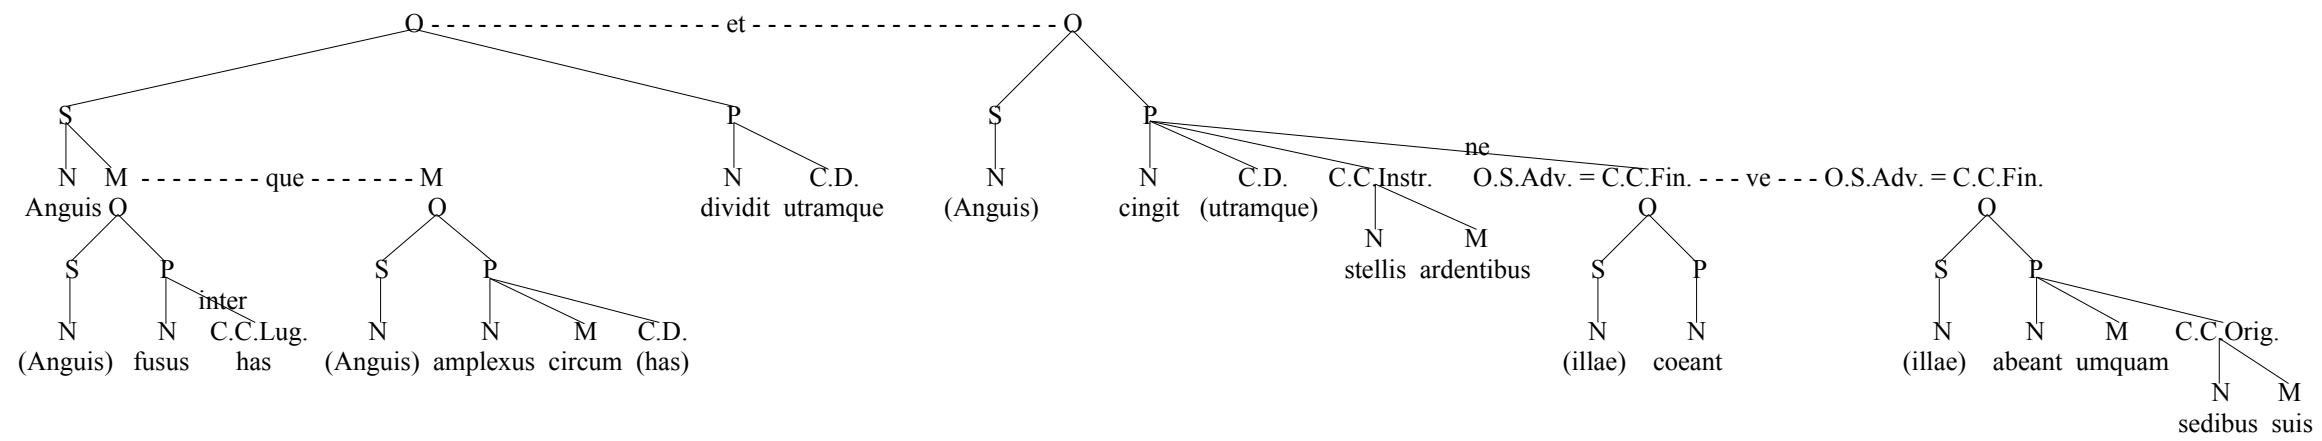 O - - - - - - - - - - - - - - - - - - - et - - - - - - - - - - - - - - - - - - - - O
S P S P
ne
N M - - - - - - - - que - - - - - - - M N C.D. N N C.D. C.C.Instr. O.S.Adv. = C.C.Fin. - - - ve - - - O.S.Adv. = C.C.Fin.
Anguis O O dividit utramque (Anguis) cingit (utramque) O O
N M
S P S P stellis ardentibus S P S P
inter
N N C.C.Lug. N N M C.D. N N N N M C.C.Orig.
(Anguis) fusus has (Anguis) amplexus circum (has) (illae) coeant (illae) abeant umquam
N M
sedibus suis